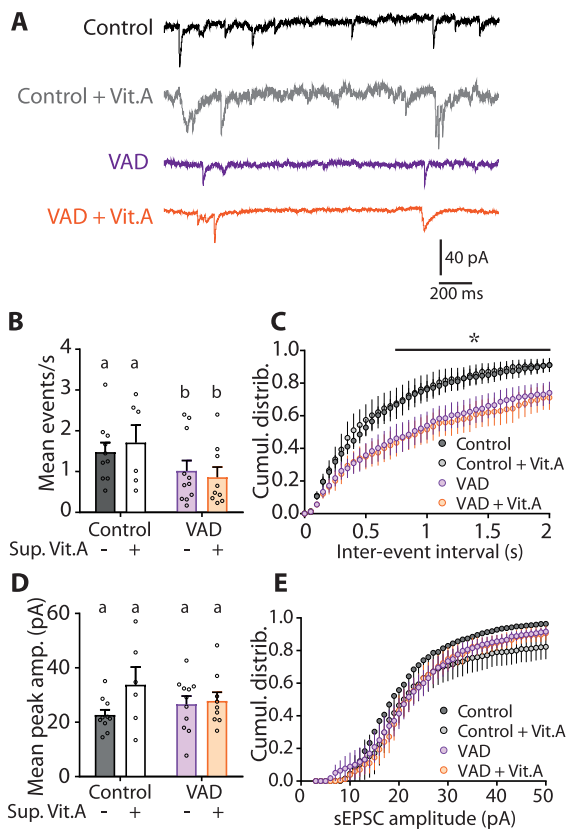 A
Control
Control + Vit.A
VAD
VAD + Vit.A
40 pA
200 ms
B
Mean events/s
4
3
2
1
0
a a
b b
Control VAD
Sup. Vit.A - + - +
C
Cumul. distrib.
1.0
0.8
0.6
0.4
0.2
0.0
*
Control
Control + Vit.A
VAD
VAD + Vit.A
0 0.5 1 1.5 2
Inter-event interval (s)
D
Mean peak amp. (pA)
60
40
20
0
a a a a
Control VAD
Sup. Vit.A - + - +
E
Cumul. distrib.
1.0
0.8
0.6
0.4
0.2
0.0
Control
Control + Vit.A
VAD
VAD + Vit.A
0 10 20 30 40 50
sEPSC amplitude (pA)